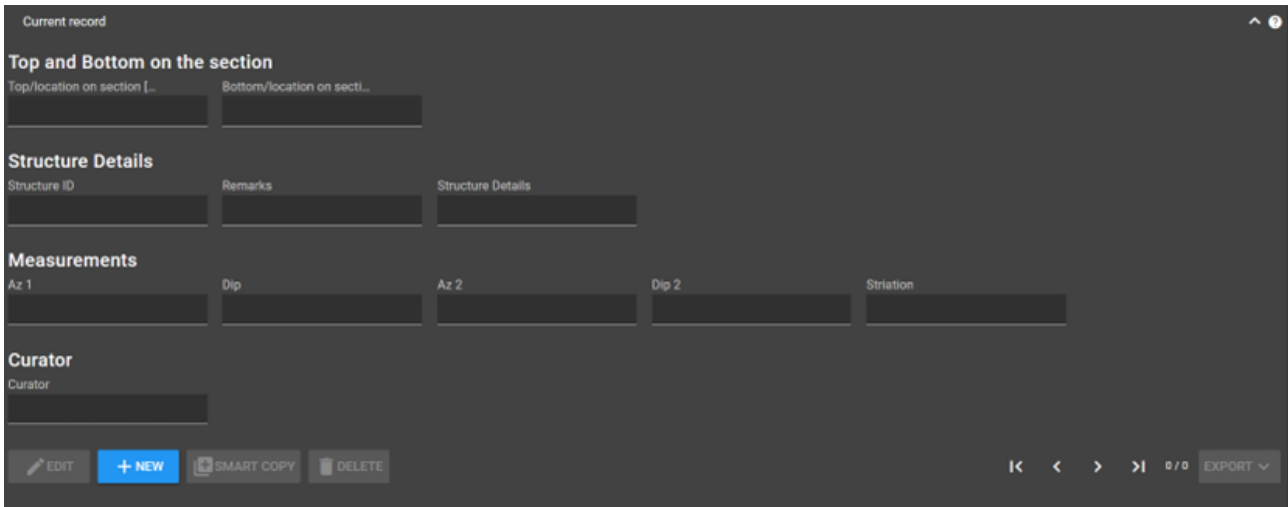 Current record
Top and Bottom on the section
Top/location on section [... Bottom/location on secti...
Structure Details
Structure ID Remarks Structure Details
Measurements
Az 1 Dip Az 2 Dip 2 Striation
Curator
Curator
EDIT + NEW SMART COPY DELETE 0 / 0 EXPORT